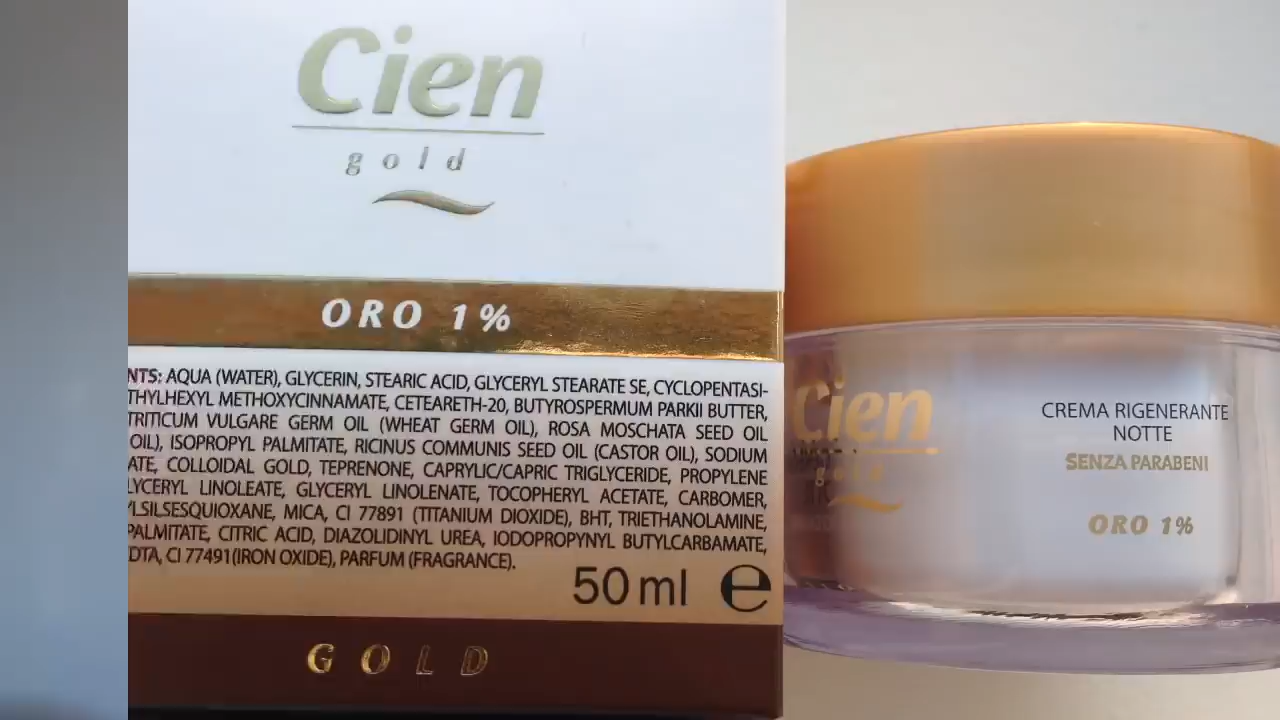 Cien
gold
ORO 1%
NTS: AQUA (WATER), GLYCERIN, STEARIC ACID, GLYCERYL STEARATE SE, CYCLOPENTASI-
THYLHEXYL METHOXYCINNAMATE, CETEARETH-20, BUTYROSPERMUM PARKII BUTTER,
TRITICUM VULGARE GERM OIL (WHEAT GERM OIL), ROSA MOSCHATA SEED OIL
OIL), ISOPROPYL PALMITATE, RICINUS COMMUNIS SEED OIL (CASTOR OIL), SODIUM
ATE, COLLOIDAL GOLD, TEPRENONE, CAPRYLIC/CAPRIC TRIGLYCERIDE, PROPYLENE
LYCERYL LINOLEATE, GLYCERYL LINOLENATE, TOCOPHERYL ACETATE, CARBOMER,
YLSILSESQUIOXANE, MICA, CI 77891 (TITANIUM DIOXIDE), BHT, TRIETHANOLAMINE,
PALMITATE, CITRIC ACID, DIAZOLIDINYL UREA, IODOPROPYNYL BUTYLCARBAMATE,
DTA, CI 77491(IRON OXIDE), PARFUM (FRAGRANCE).
50 ml e
GOLD
Cien
gold
CREMA RIGENERANTE
NOTTE
SENZA PARABENI
ORO 1%